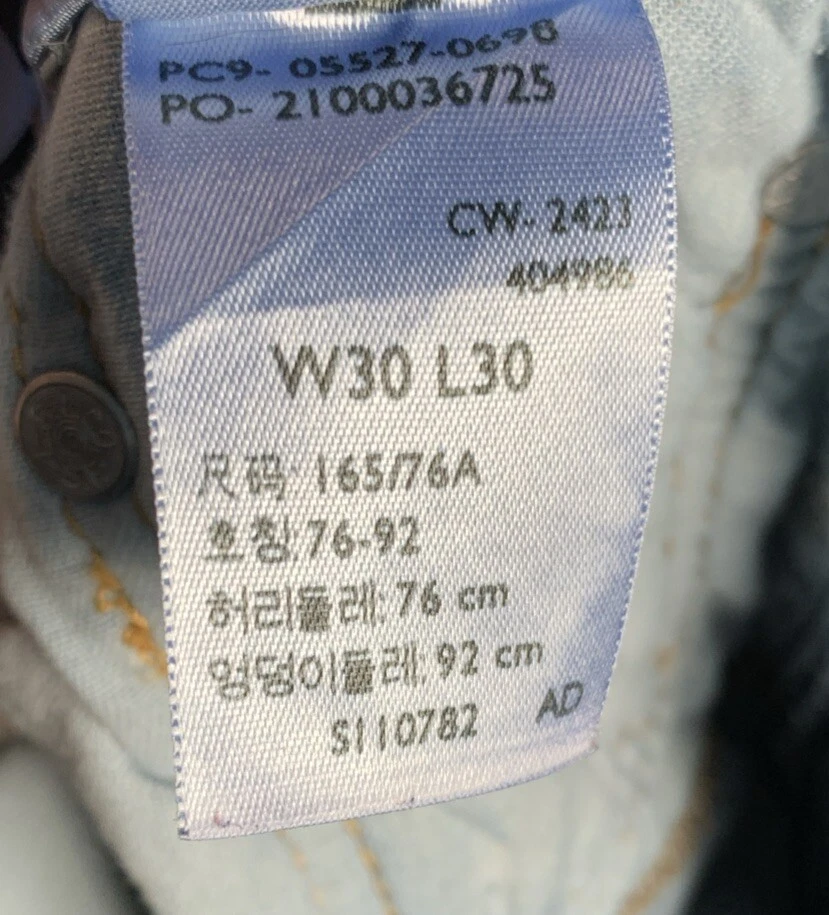 PC9- 05527-0698
PO- 2100036725
CW- 2423
404986
W30 L30
尺码: 165/76A
호칭 76-92
허리둘레: 76 cm
엉덩이둘레: 92 cm
S110782 AD